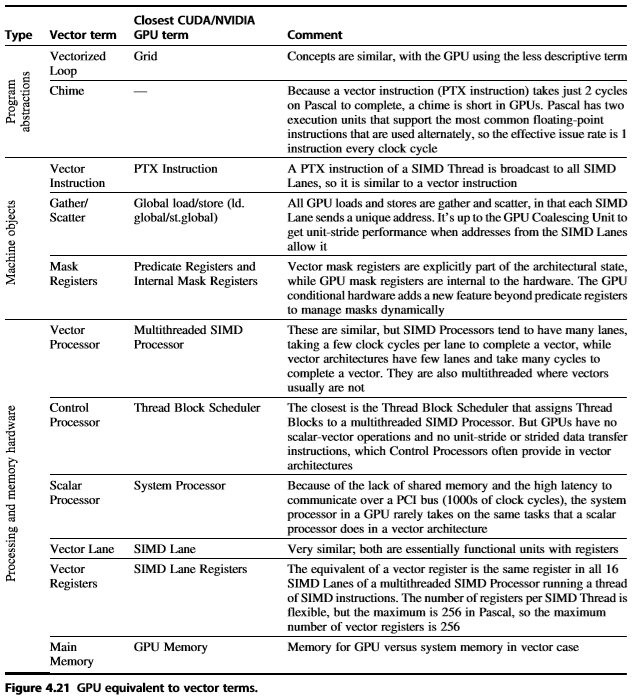 Closest CUDA/NVIDIA
Type Vector term GPU term Comment
Program abstractions
Vectorized Loop Grid Concepts are similar, with the GPU using the less descriptive term
Chime — Because a vector instruction (PTX instruction) takes just 2 cycles
on Pascal to complete, a chime is short in GPUs. Pascal has two
execution units that support the most common floating-point
instructions that are used alternately, so the effective issue rate is 1
instruction every clock cycle
Machine objects
Vector Instruction PTX Instruction A PTX instruction of a SIMD Thread is broadcast to all SIMD
Lanes, so it is similar to a vector instruction
Gather/ Global load/store (ld. All GPU loads and stores are gather and scatter, in that each SIMD
Scatter global/st.global) Lane sends a unique address. It's up to the GPU Coalescing Unit to
get unit-stride performance when addresses from the SIMD Lanes
allow it
Mask Predicate Registers and Vector mask registers are explicitly part of the architectural state,
Registers Internal Mask Registers while GPU mask registers are internal to the hardware. The GPU
conditional hardware adds a new feature beyond predicate registers
to manage masks dynamically
Processing and memory hardware
Vector Multithreaded SIMD These are similar, but SIMD Processors tend to have many lanes,
Processor Processor taking a few clock cycles per lane to complete a vector, while
vector architectures have few lanes and take many cycles to
complete a vector. They are also multithreaded where vectors
usually are not
Control Thread Block Scheduler The closest is the Thread Block Scheduler that assigns Thread
Processor Blocks to a multithreaded SIMD Processor. But GPUs have no
scalar-vector operations and no unit-stride or strided data transfer
instructions, which Control Processors often provide in vector
architectures
Scalar System Processor Because of the lack of shared memory and the high latency to
Processor communicate over a PCI bus (1000s of clock cycles), the system
processor in a GPU rarely takes on the same tasks that a scalar
processor does in a vector architecture
Vector Lane SIMD Lane Very similar; both are essentially functional units with registers
Vector SIMD Lane Registers The equivalent of a vector register is the same register in all 16
Registers SIMD Lanes of a multithreaded SIMD Processor running a thread
of SIMD instructions. The number of registers per SIMD Thread is
flexible, but the maximum is 256 in Pascal, so the maximum
number of vector registers is 256
Main GPU Memory Memory for GPU versus system memory in vector case
Memory
Figure 4.21 GPU equivalent to vector terms.